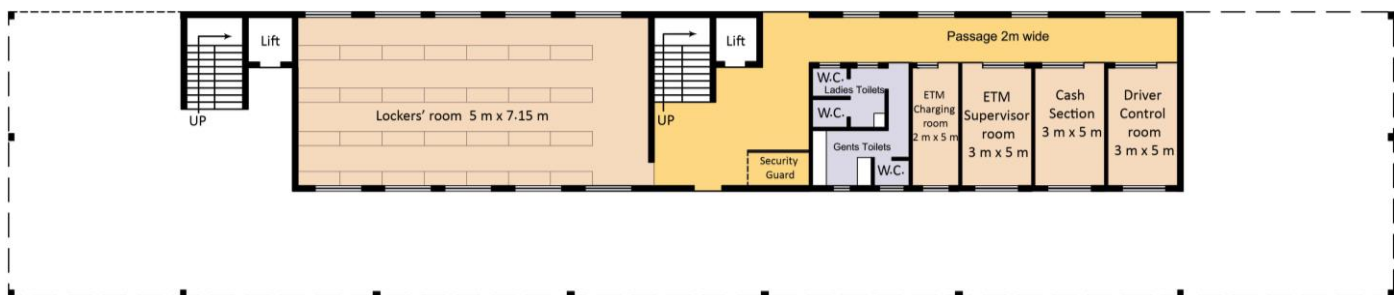 Lift
UP
Lockers' room 5 m x 7.15 m
Lift
UP
Passage 2m wide
Security
Guard
W.C.
Ladies Toilets
W.C.
Gents Toilets
W.C.
ETM
Charging
room
2 m x 5 m
ETM
Supervisor
room
3 m x 5 m
Cash
Section
3 m x 5 m
Driver
Control
room
3 m x 5 m